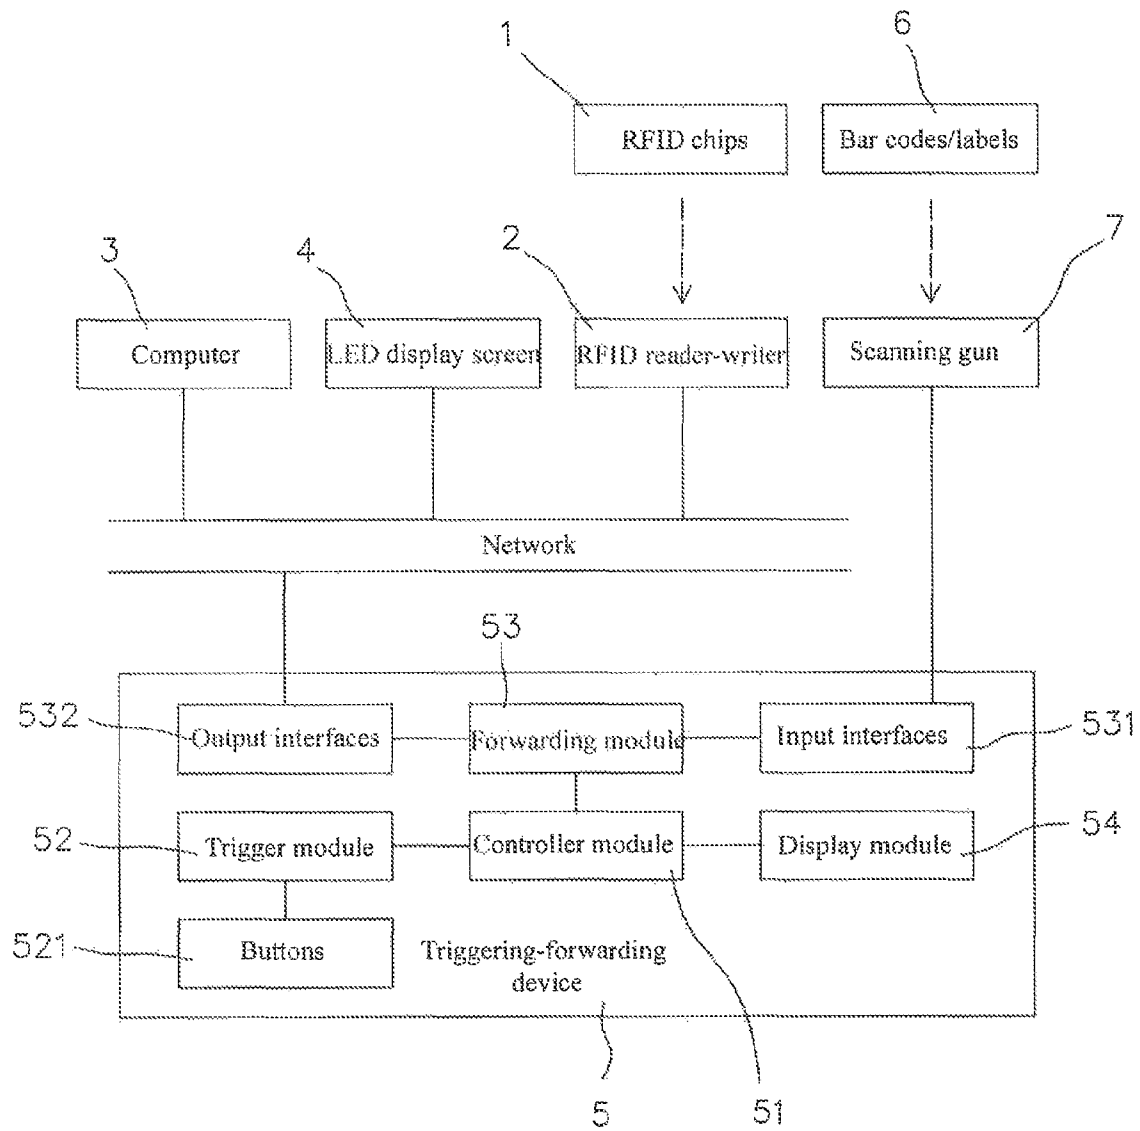 1
6
RFID chips
Bar codes/labels
3
4
2
7
Computer
LED display screen
RFID reader-writer
Scanning gun
Network
53
532
Output interfaces
Forwarding module
Input interfaces
531
52
Trigger module
Controller module
Display module
54
521
Buttons
Triggering-forwarding
device
5
51